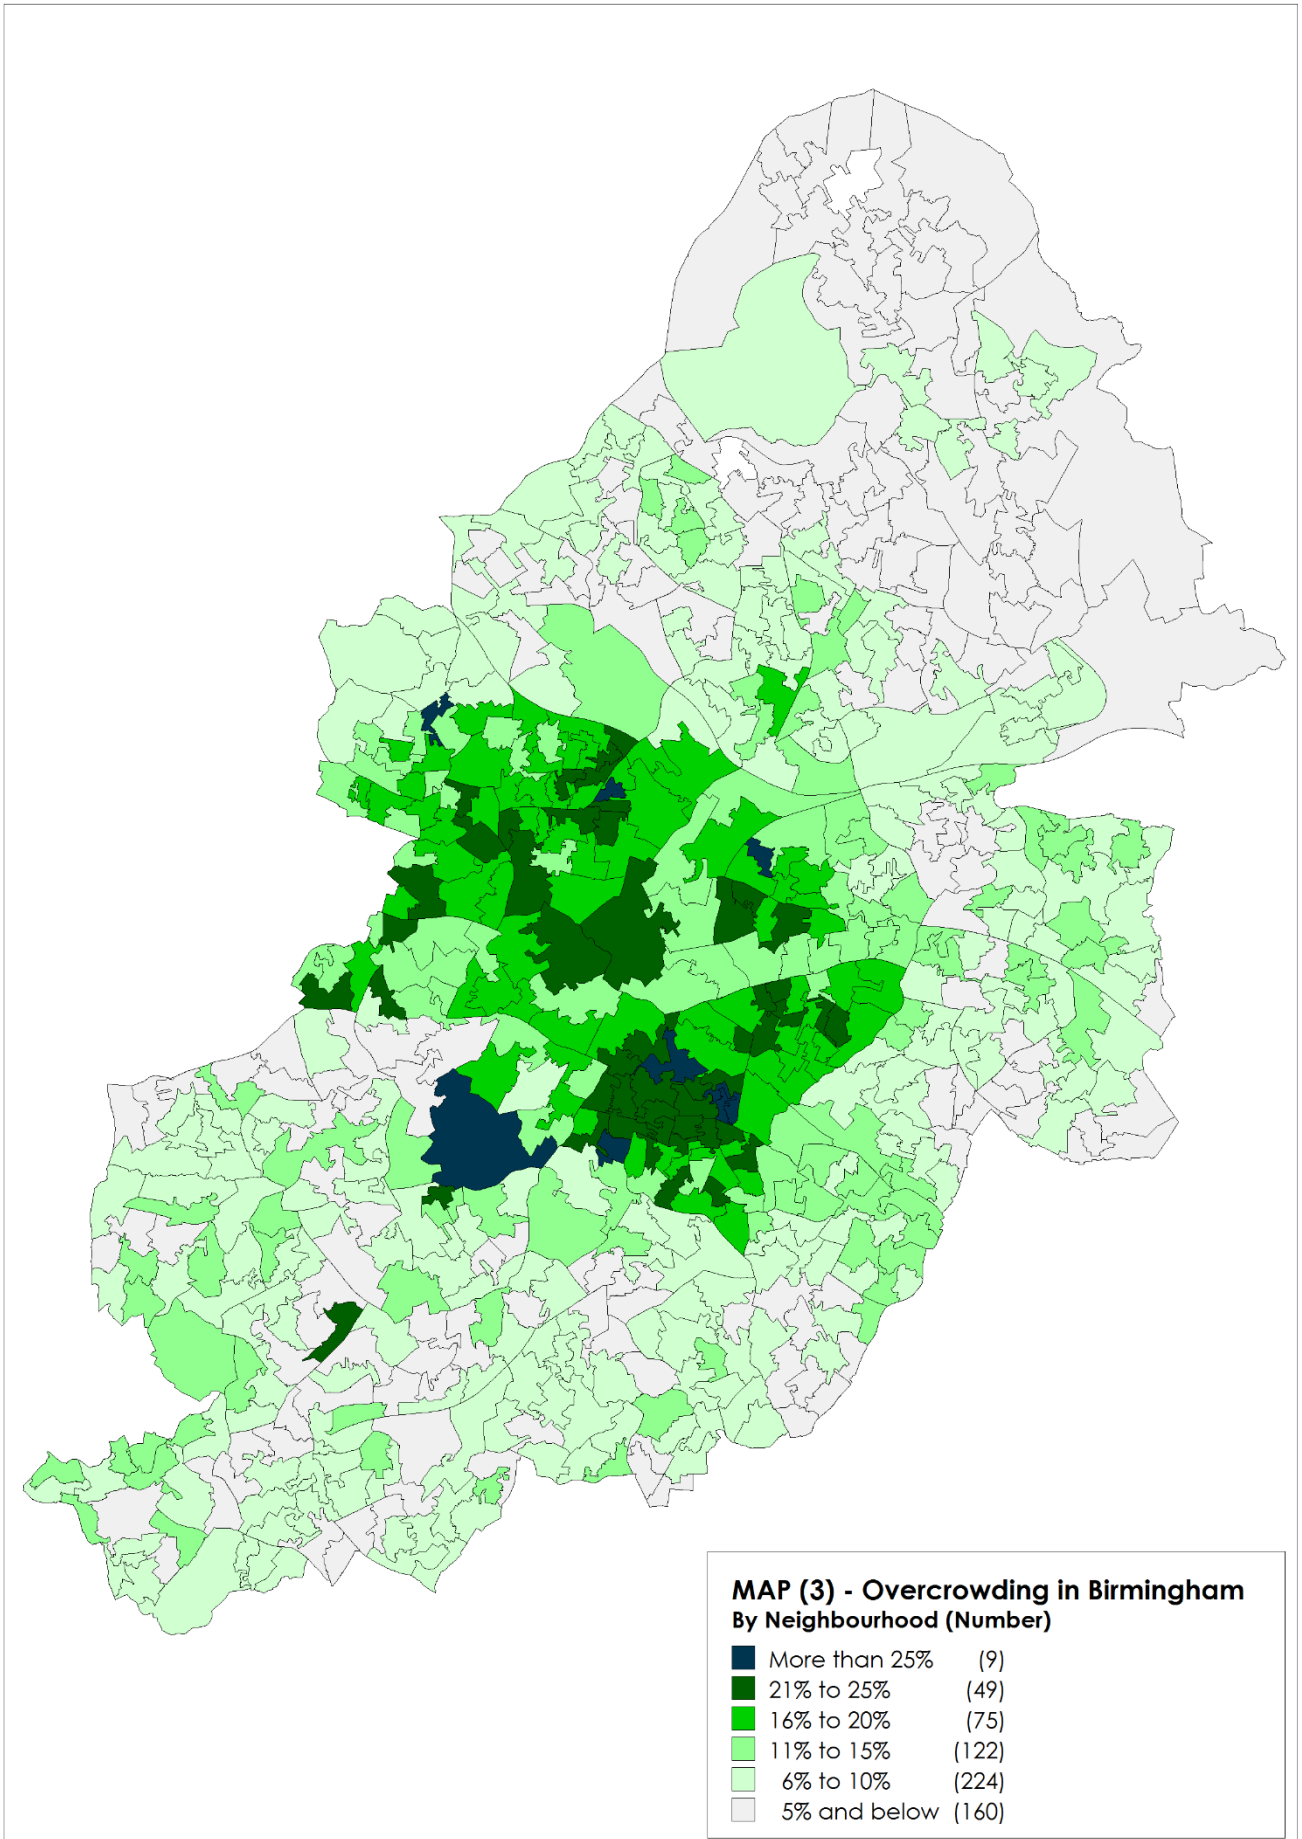 MAP (3) - Overcrowding in Birmingham
By Neighbourhood (Number)
More than 25% (9)
21% to 25% (49)
16% to 20% (75)
11% to 15% (122)
6% to 10% (224)
5% and below (160)